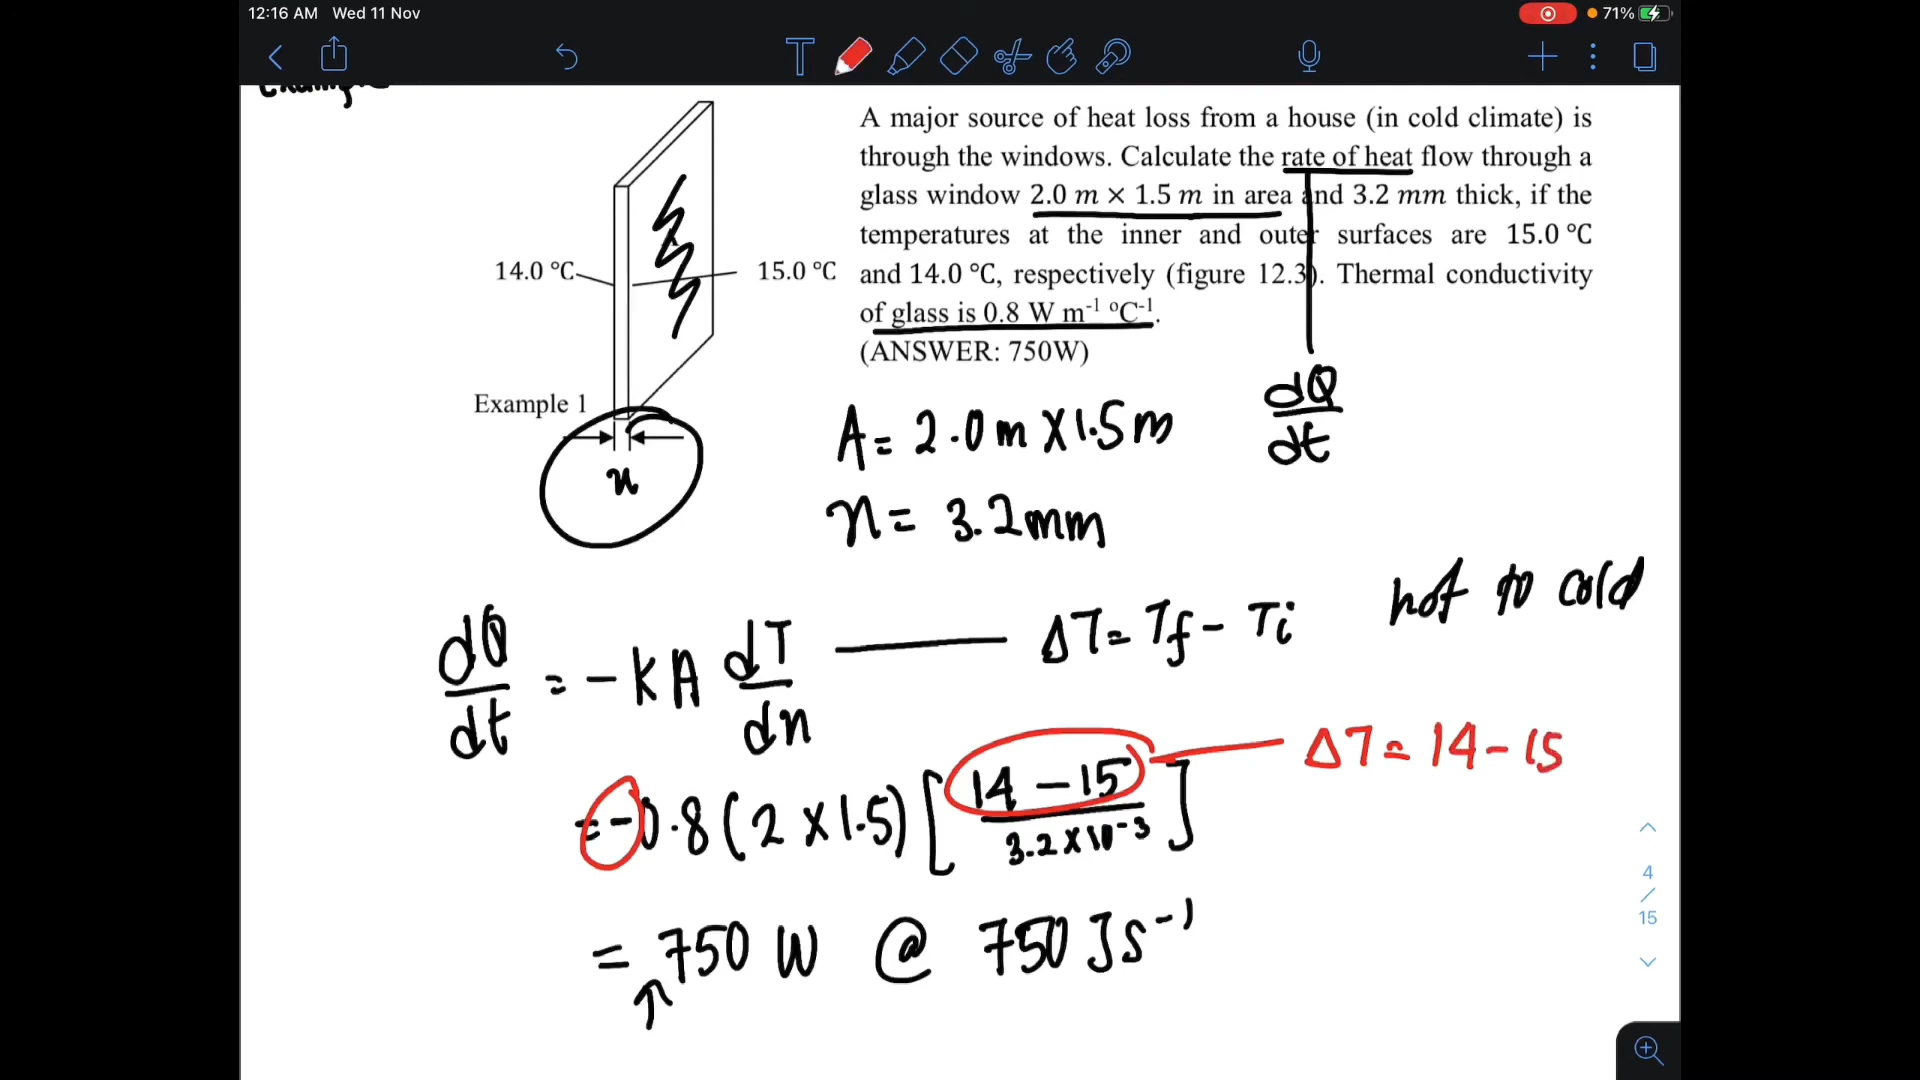 12:16 AM Wed 11 Nov
71%
T
Example
A major source of heat loss from a house (in cold climate) is
through the windows. Calculate the rate of heat flow through a
glass window 2.0 m × 1.5 m in area and 3.2 mm thick, if the
temperatures at the inner and outer surfaces are 15.0 °C
and 14.0 °C, respectively (figure 12.3). Thermal conductivity
of glass is 0.8 W m⁻¹ °C⁻¹.
(ANSWER: 750W)
14.0 °C
15.0 °C
Example 1
x
dQ/dt
A = 2.0 m × 1.5 m
x = 3.2 mm
hot to cold
dQ/dt = -kA dT/dx
ΔT = Tf - Ti
= -0.8 (2 × 1.5) [14 - 15 / 3.2 × 10⁻³]
ΔT = 14 - 15
= 750 W @ 750 Js⁻¹
4
/
15